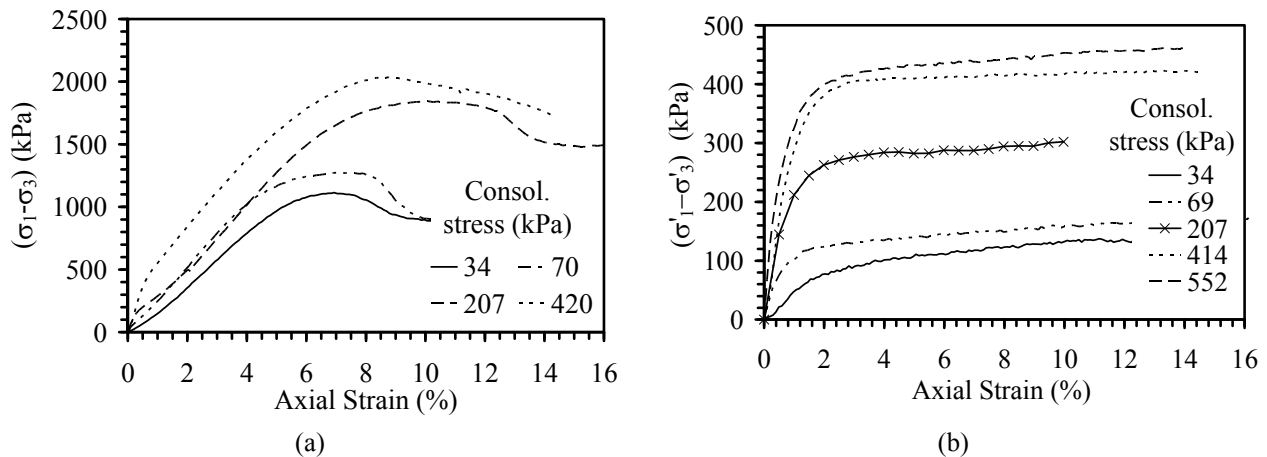 2500
2000
1500
1000
500
0
(σ₁-σ₃) (kPa)
Consol.
stress (kPa)
34 70
207 420
0 2 4 6 8 10 12 14 16
Axial Strain (%)
(a)
500
400
300
200
100
0
(σ'₁–σ'₃) (kPa)
Consol.
stress (kPa)
34
69
207
414
552
0 2 4 6 8 10 12 14 16
Axial Strain (%)
(b)